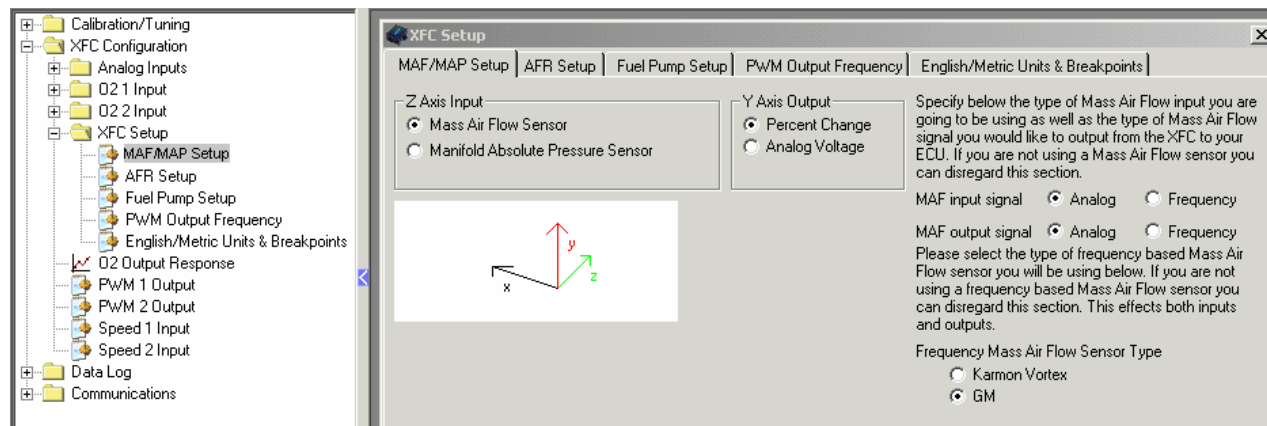 Calibration/Tuning
XFC Configuration
Analog Inputs
O2 1 Input
O2 2 Input
XFC Setup
MAF/MAP Setup
AFR Setup
Fuel Pump Setup
PWM Output Frequency
English/Metric Units & Breakpoints
O2 Output Response
PWM 1 Output
PWM 2 Output
Speed 1 Input
Speed 2 Input
Data Log
Communications
XFC Setup
MAF/MAP Setup AFR Setup Fuel Pump Setup PWM Output Frequency English/Metric Units & Breakpoints
Z Axis Input
Mass Air Flow Sensor
Manifold Absolute Pressure Sensor
Y Axis Output
Percent Change
Analog Voltage
x
y
z
Specify below the type of Mass Air Flow input you are
going to be using as well as the type of Mass Air Flow
signal you would like to output from the XFC to your
ECU. If you are not using a Mass Air Flow sensor you
can disregard this section.
MAF input signal Analog Frequency
MAF output signal Analog Frequency
Please select the type of frequency based Mass Air
Flow sensor you will be using below. If you are not
using a frequency based Mass Air Flow sensor you
can disregard this section. This effects both inputs
and outputs.
Frequency Mass Air Flow Sensor Type
Karmon Vortex
GM